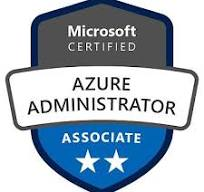 Microsoft
CERTIFIED
AZURE
ADMINISTRATOR
ASSOCIATE